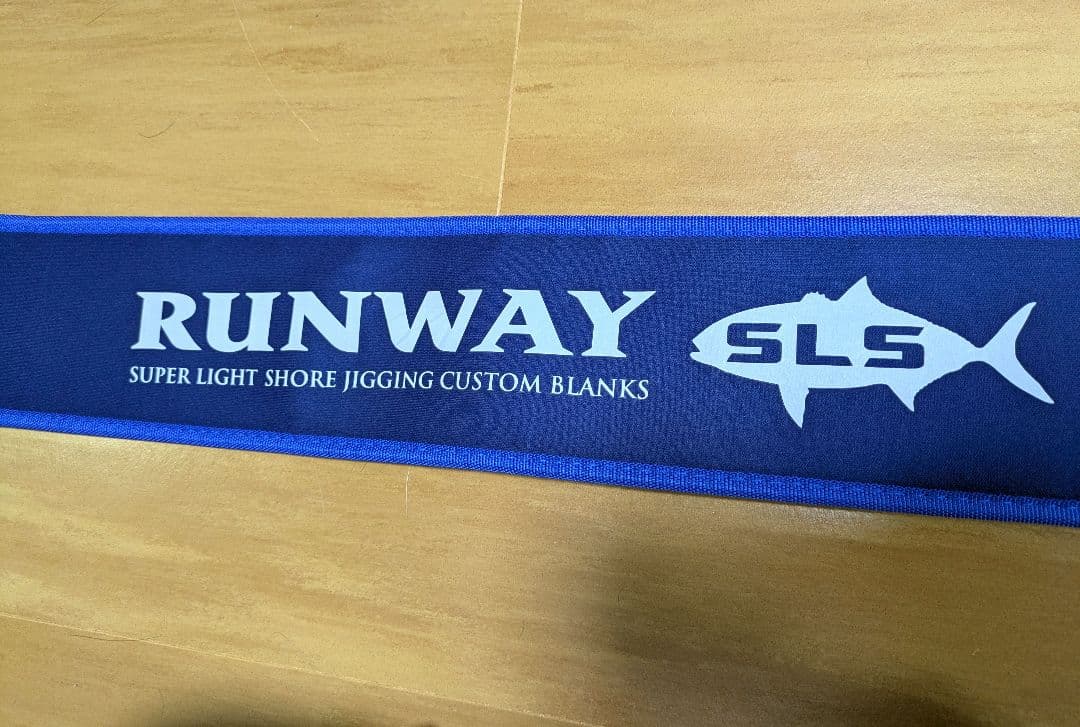 RUNWAY
SUPER LIGHT SHORE JIGGING CUSTOM BLANKS
SLS